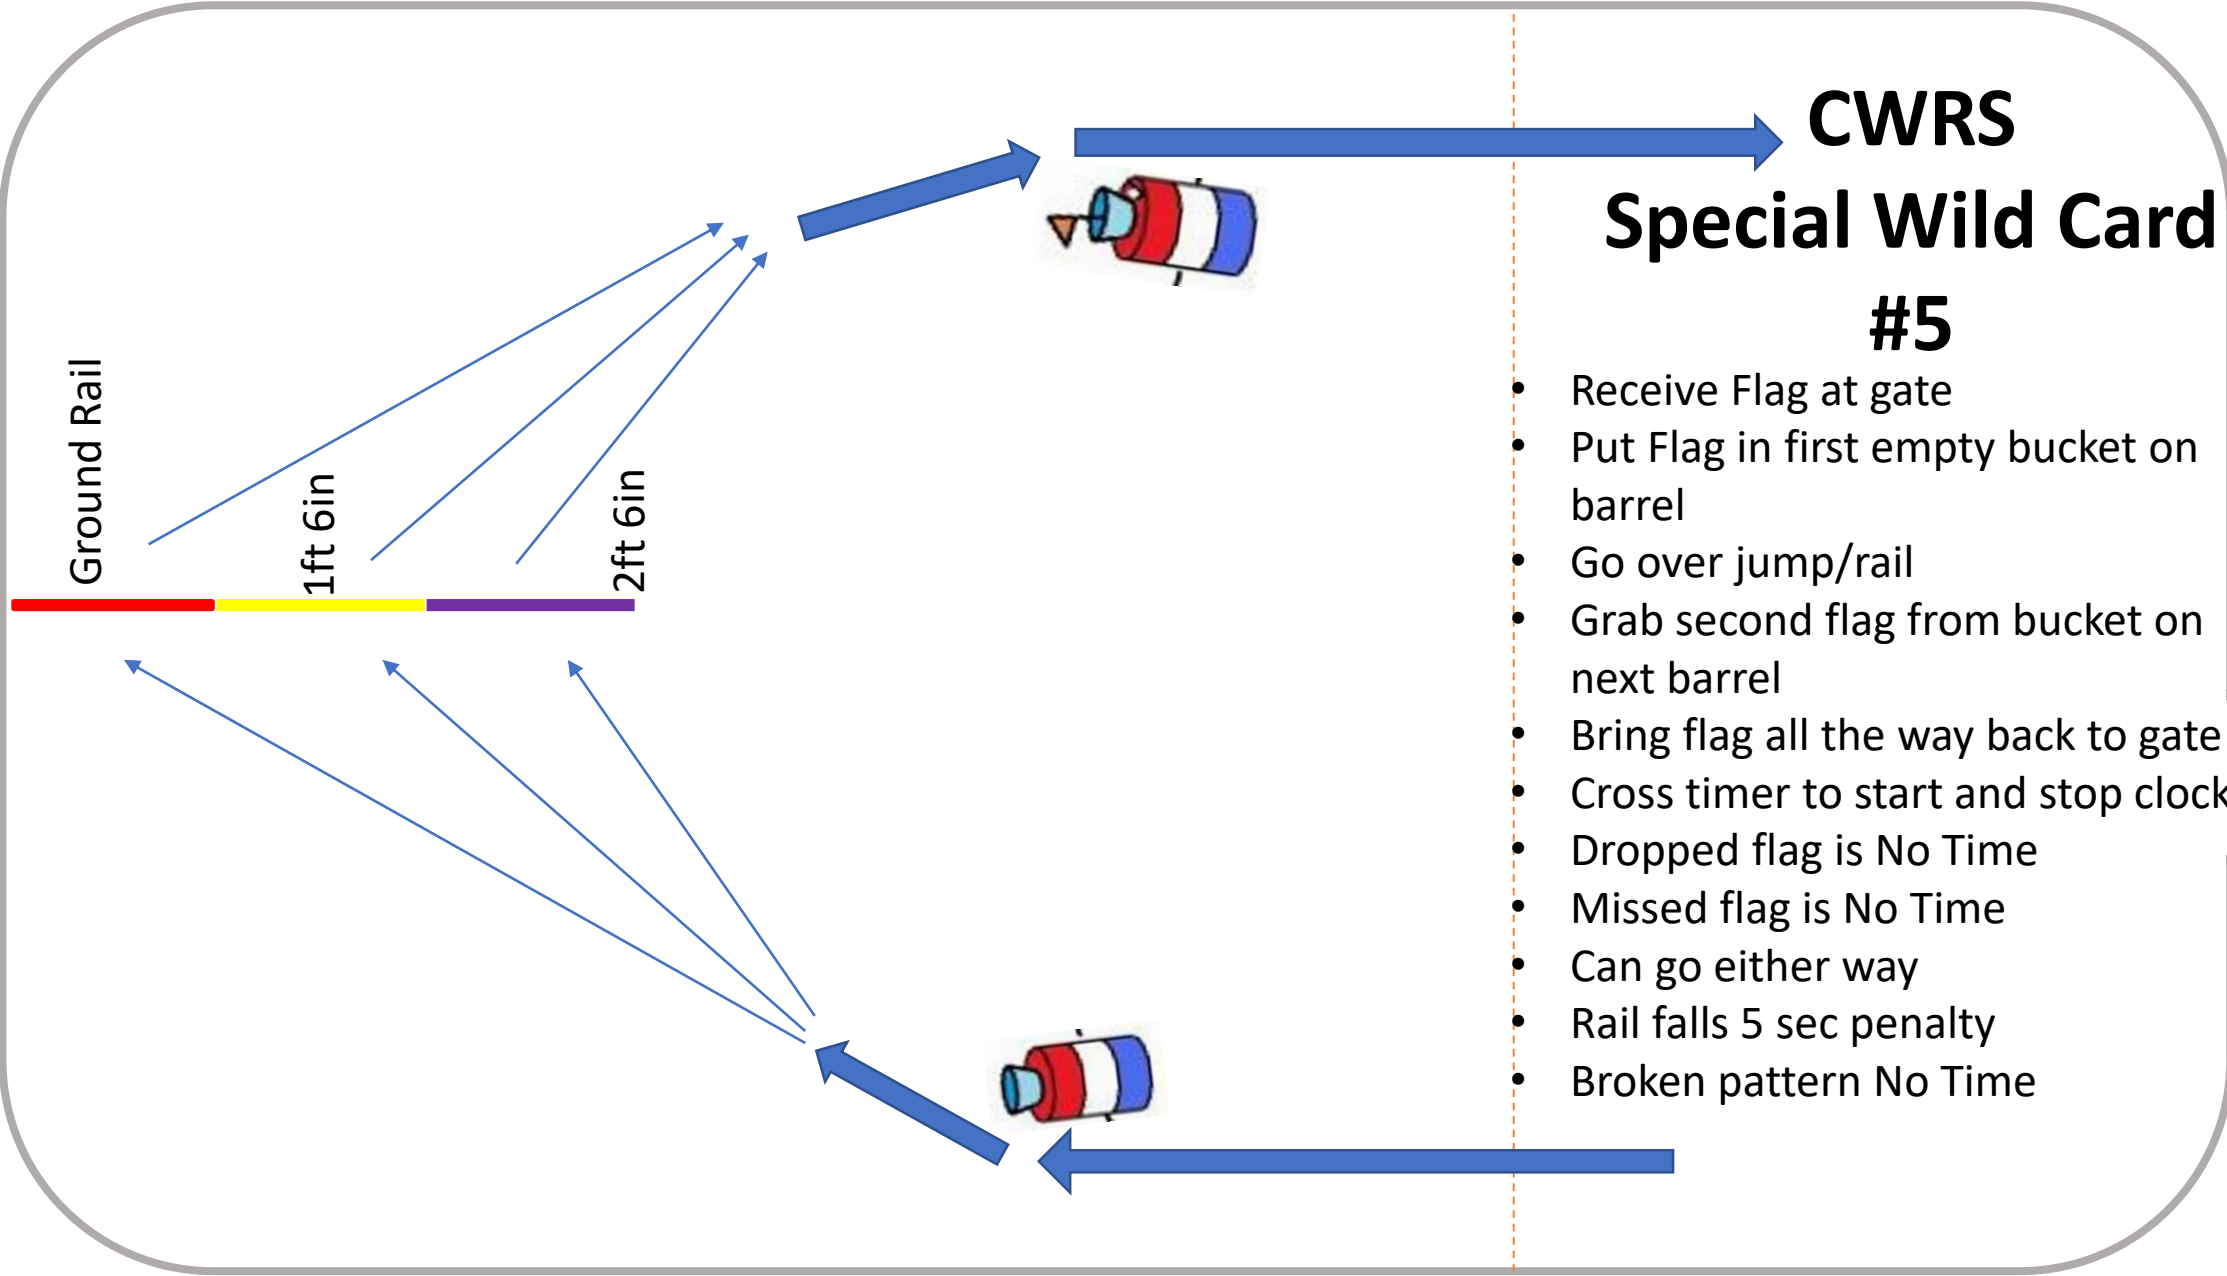 CWRS
Special Wild Card
#5
• Receive Flag at gate
• Put Flag in first empty bucket on
barrel
• Go over jump/rail
• Grab second flag from bucket on
next barrel
• Bring flag all the way back to gate
• Cross timer to start and stop clock
• Dropped flag is No Time
• Missed flag is No Time
• Can go either way
• Rail falls 5 sec penalty
• Broken pattern No Time
Ground Rail
1ft 6in
2ft 6in